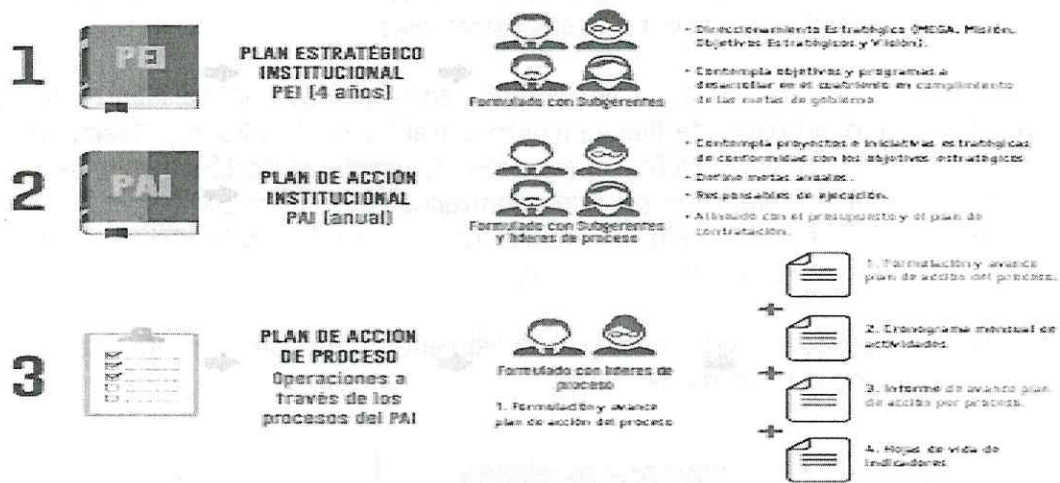 1
PEI
PLAN ESTRATÉGICO
INSTITUCIONAL
PEI (4 años)
Formulado con Subgerentes
• Direccionamiento Estratégico (MEGA, Misión,
Objetivos Estratégicos y Visión).
• Contempla objetivos y programas a
desarrollar en el cuatrienio en cumplimiento
de las metas de gobierno.
2
PAI
PLAN DE ACCIÓN
INSTITUCIONAL
PAI (anual)
Formulado con Subgerentes
y líderes de proceso
• Contempla proyectos e iniciativas estratégicas
de conformidad con los objetivos estratégicos.
• Define metas anuales.
• Responsables de ejecución.
• Alineado con el presupuesto y el plan de
contratación.
3
PLAN DE ACCIÓN
DE PROCESO
Operaciones a
través de los
procesos del PAI
Formulado con líderes de
proceso
1. Formulación y avance
plan de acción del proceso
1. Formulación y avance
plan de acción del proceso.
2. Cronograma mensual de
actividades.
3. Informe de avance plan
de acción por proceso.
4. Hojas de vida de
indicadores